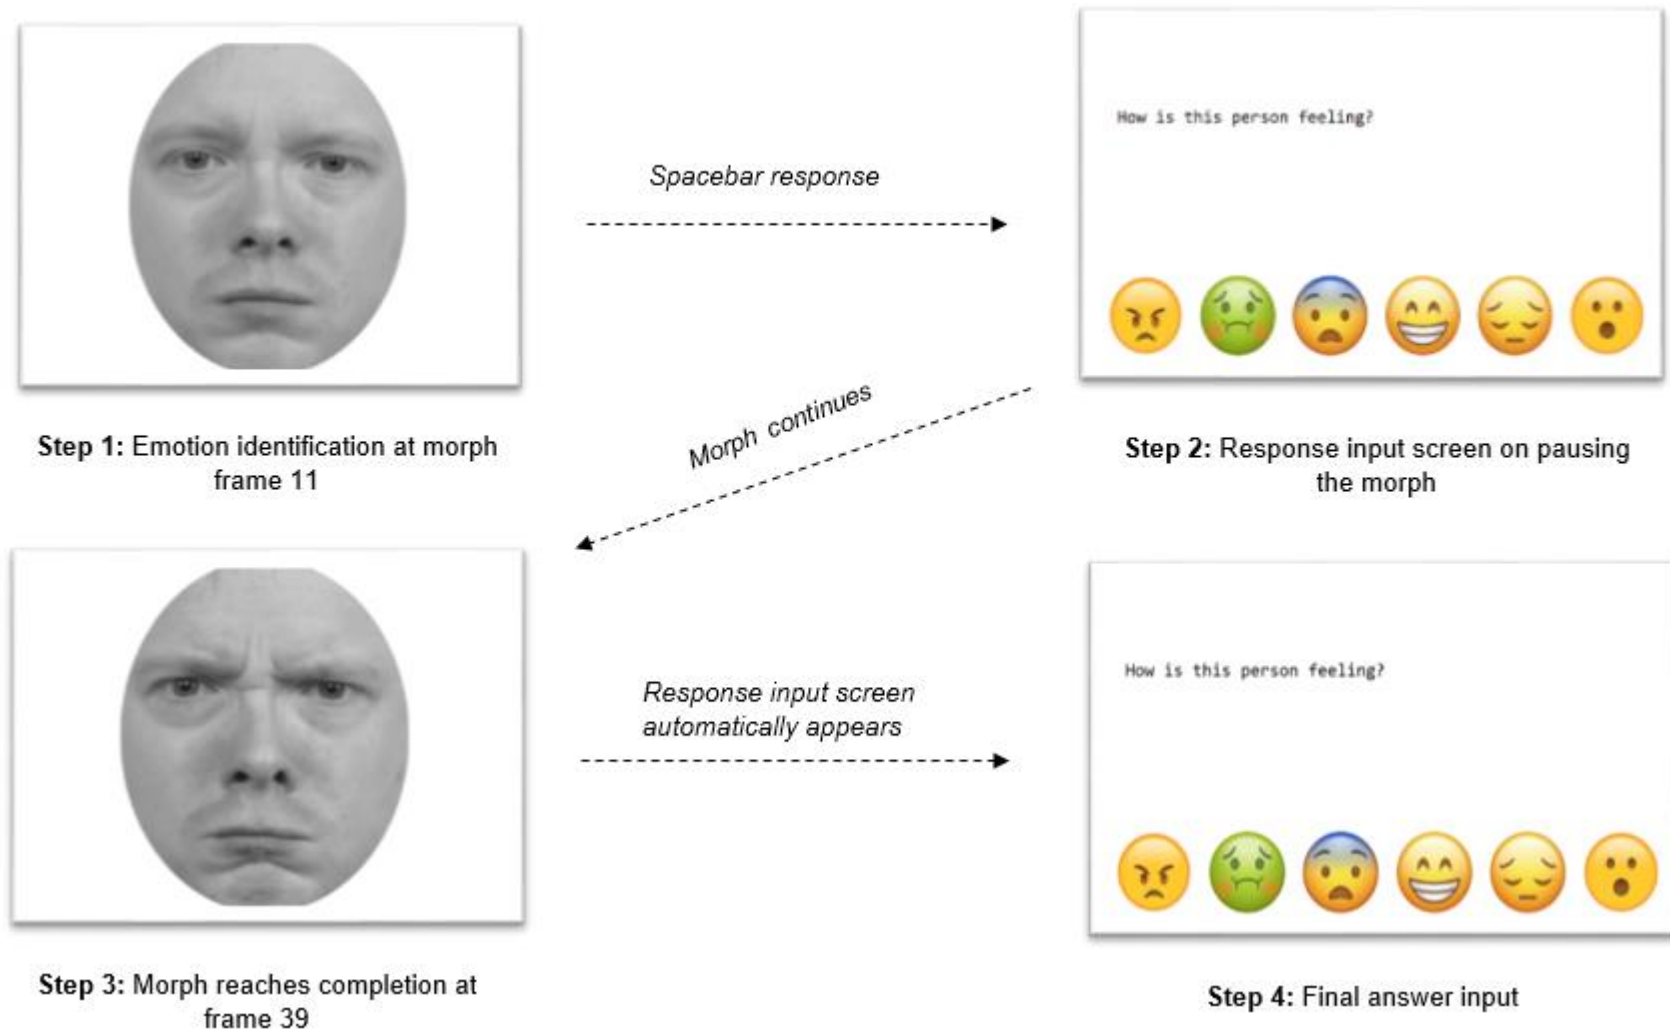 Spacebar response
How is this person feeling?
Step 1: Emotion identification at morph
frame 11
Step 2: Response input screen on pausing
the morph
Morph continues
Response input screen
automatically appears
How is this person feeling?
Step 3: Morph reaches completion at
frame 39
Step 4: Final answer input